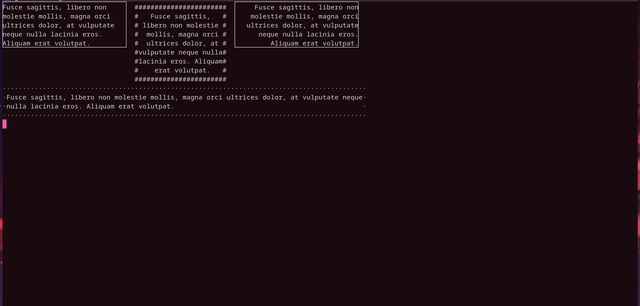 Fusce sagittis, libero non
molestie mollis, magna orci
ultrices dolor, at vulputate
neque nulla lacinia eros.
Aliquam erat volutpat.
########################
#   Fusce sagittis,   #
# libero non molestie #
#  mollis, magna orci #
#  ultrices dolor, at #
#vulputate neque nulla#
#lacinia eros. Aliquam#
#    erat volutpat.   #
########################
Fusce sagittis, libero non
molestie mollis, magna orci
ultrices dolor, at vulputate
neque nulla lacinia eros.
Aliquam erat volutpat.
·Fusce sagittis, libero non molestie mollis, magna orci ultrices dolor, at vulputate neque·
·nulla lacinia eros. Aliquam erat volutpat.·